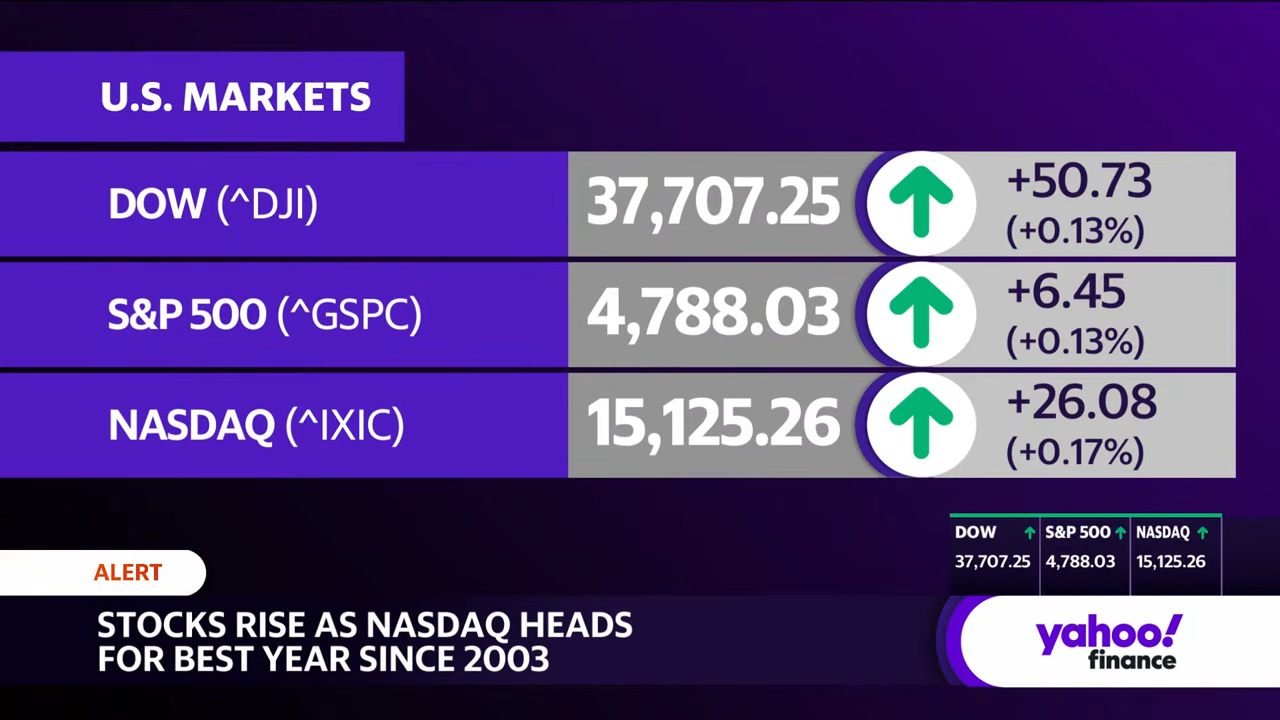 U.S. MARKETS
DOW (^DJI) 37,707.25 +50.73
(+0.13%)
S&P 500 (^GSPC) 4,788.03 +6.45
(+0.13%)
NASDAQ (^IXIC) 15,125.26 +26.08
(+0.17%)
DOW S&P 500 NASDAQ
37,707.25 4,788.03 15,125.26
ALERT
STOCKS RISE AS NASDAQ HEADS
FOR BEST YEAR SINCE 2003
yahoo!
finance